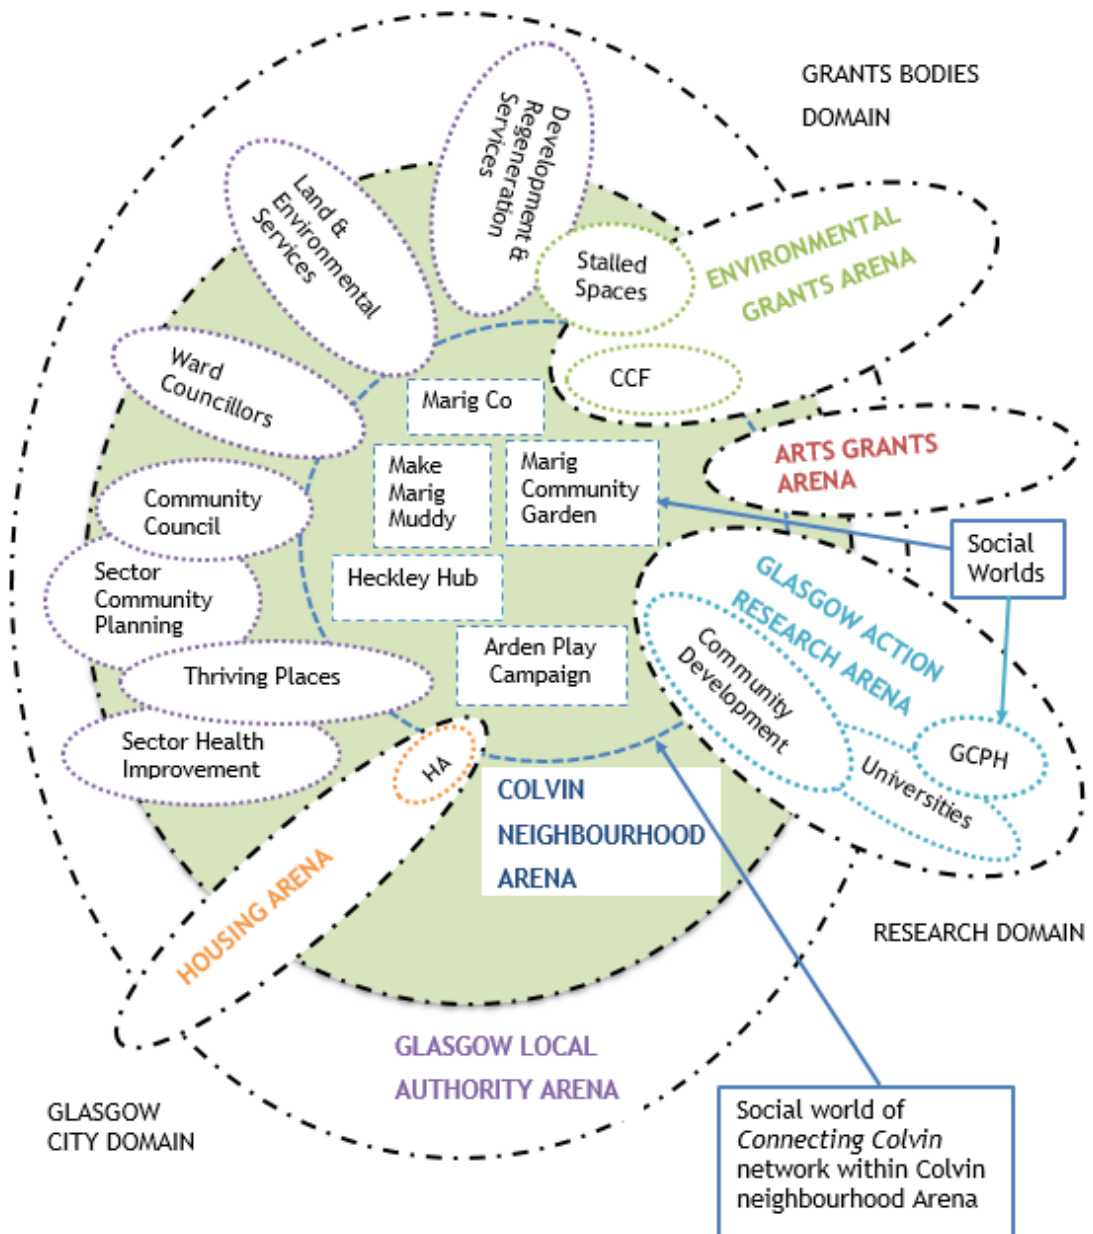 GRANTS BODIES
DOMAIN
Development &
Regeneration
Services
Land &
Environmental
Services
Stalled
Spaces
ENVIRONMENTAL
GRANTS ARENA
Ward
Councillors
CCF
Marig Co
ARTS GRANTS
ARENA
Make
Marig
Muddy
Marig
Community
Garden
Community
Council
Social
Worlds
Sector
Community
Planning
Heckley Hub
GLASGOW ACTION
RESEARCH ARENA
Community
Development
Arden Play
Campaign
Thriving Places
Sector Health
Improvement
HA
GCPH
Universities
COLVIN
NEIGHBOURHOOD
ARENA
HOUSING ARENA
RESEARCH DOMAIN
GLASGOW LOCAL
AUTHORITY ARENA
GLASGOW
CITY DOMAIN
Social world of
Connecting Colvin
network within Colvin
neighbourhood Arena